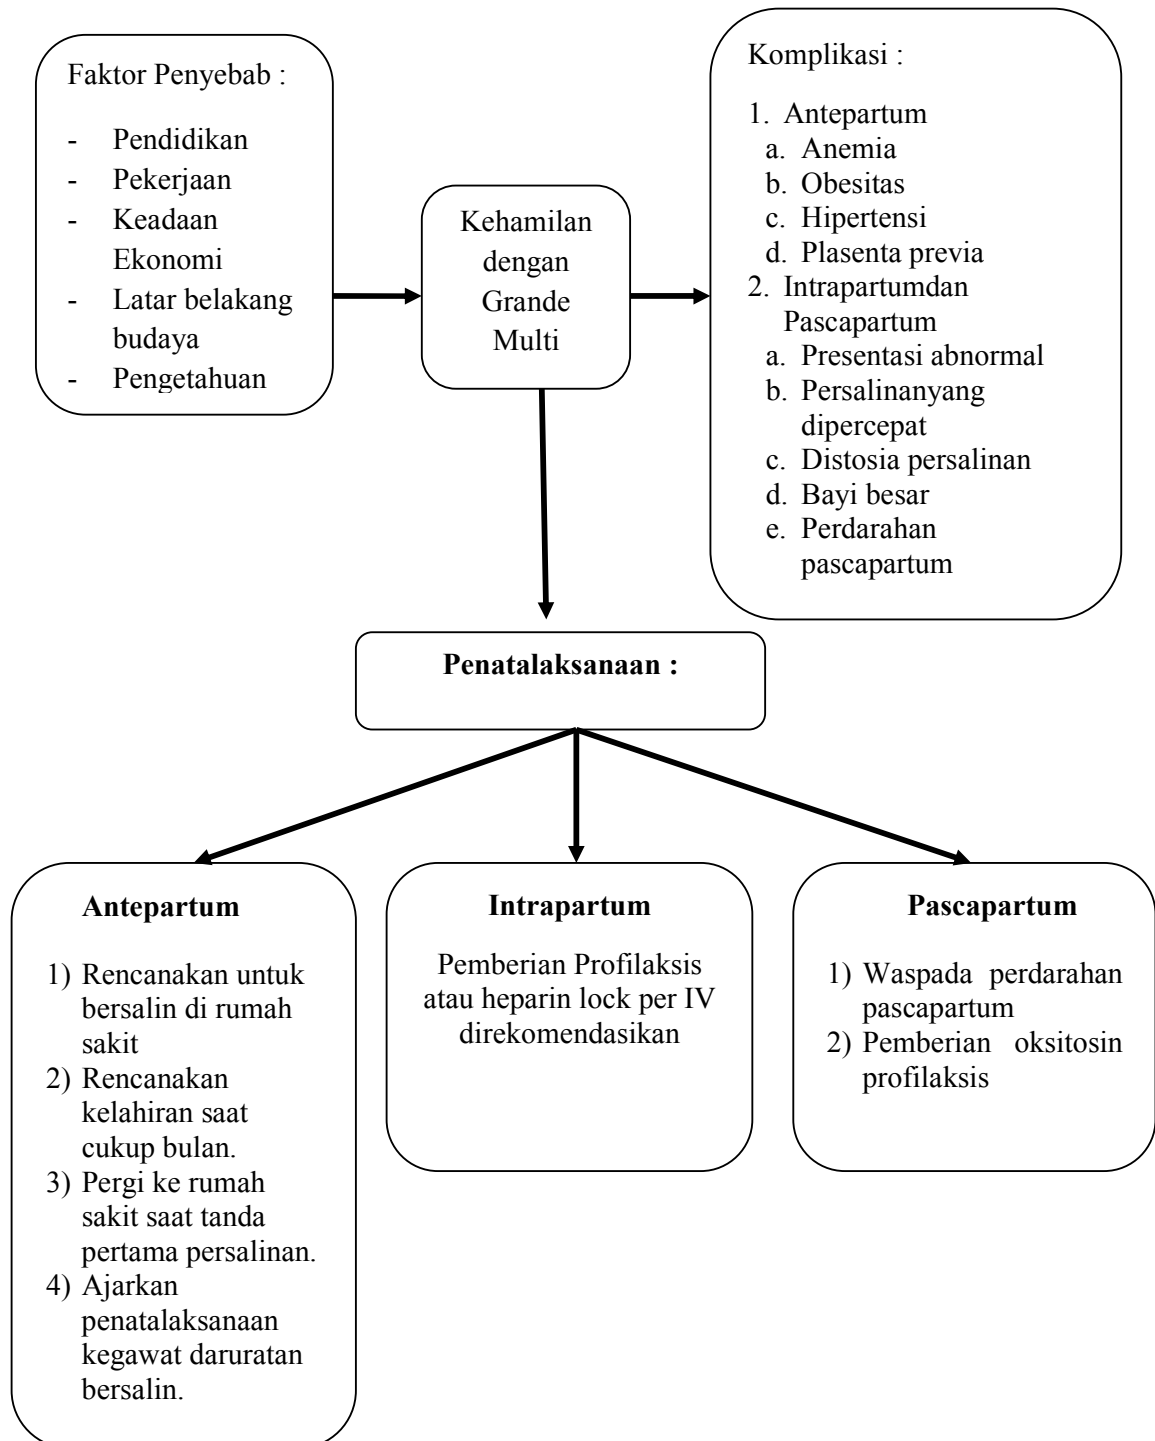 Faktor Penyebab :
- Pendidikan
- Pekerjaan
- Keadaan
Ekonomi
- Latar belakang
budaya
- Pengetahuan
Kehamilan
dengan
Grande
Multi
Komplikasi :
1. Antepartum
a. Anemia
b. Obesitas
c. Hipertensi
d. Plasenta previa
2. Intrapartumdan
Pascapartum
a. Presentasi abnormal
b. Persalinanyang
dipercepat
c. Distosia persalinan
d. Bayi besar
e. Perdarahan
pascapartum
Penatalaksanaan :
Antepartum
1) Rencanakan untuk
bersalin di rumah
sakit
2) Rencanakan
kelahiran saat
cukup bulan.
3) Pergi ke rumah
sakit saat tanda
pertama persalinan.
4) Ajarkan
penatalaksanaan
kegawat daruratan
bersalin.
Intrapartum
Pemberian Profilaksis
atau heparin lock per IV
direkomendasikan
Pascapartum
1) Waspada perdarahan
pascapartum
2) Pemberian oksitosin
profilaksis